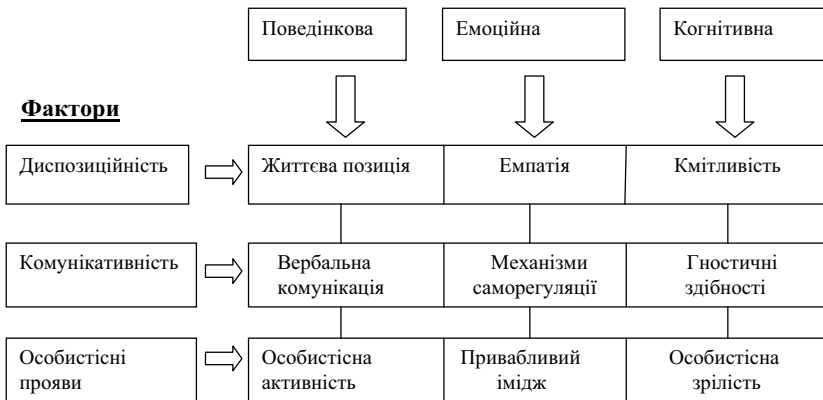 Поведінкова
Емоційна
Когнітивна
Фактори
Диспозиційність
Життєва позиція
Емпатія
Кмітливість
Комунікативність
Вербальна
комунікація
Механізми
саморегуляції
Гностичні
здібності
Особистісні
прояви
Особистісна
активність
Привабливий
імідж
Особистісна
зрілість